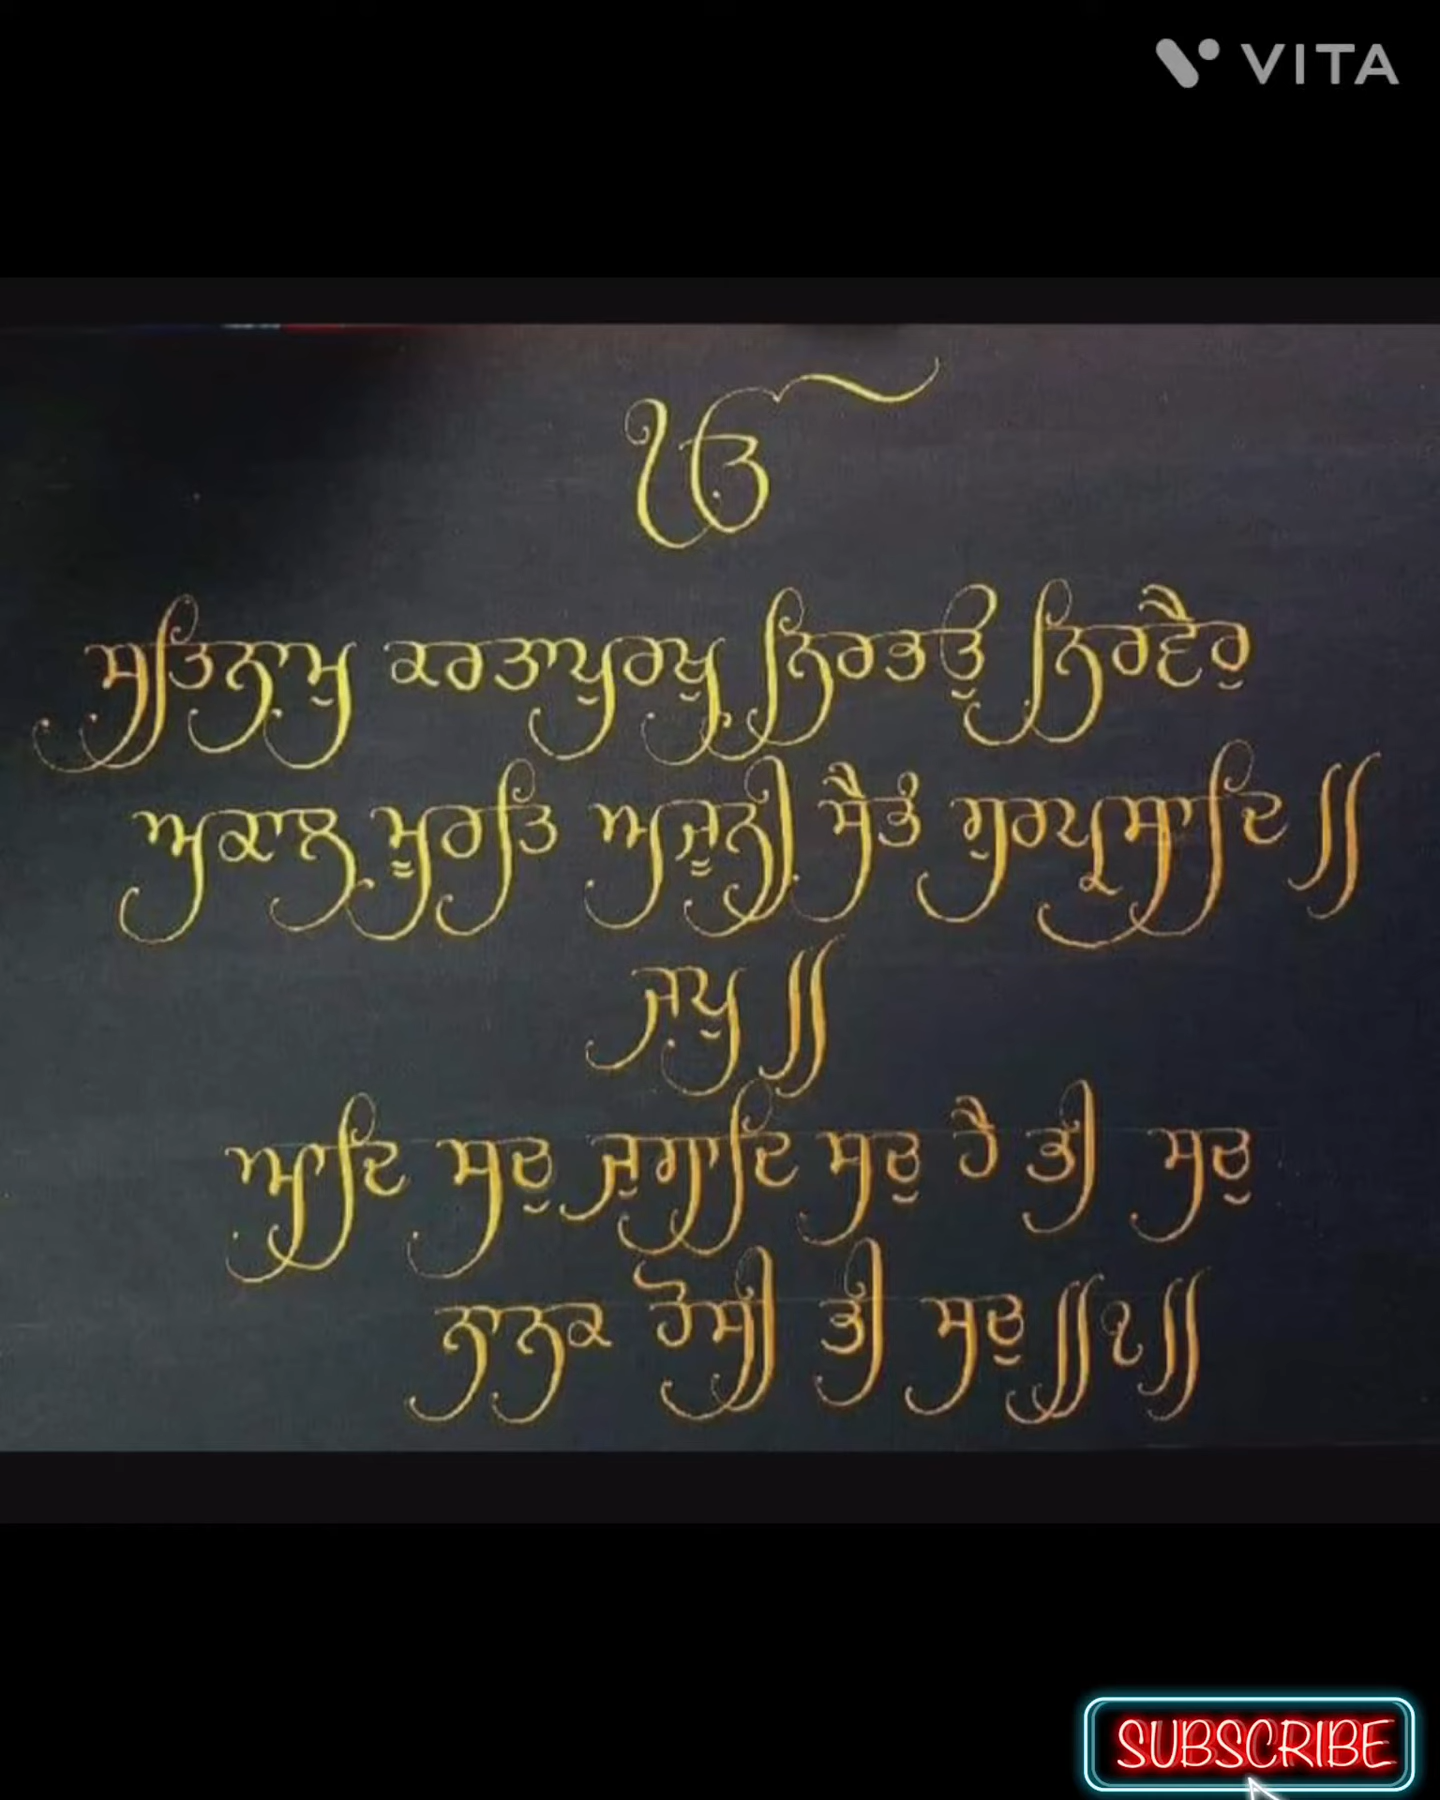 VITA
ੴ
ਸਤਿਨਾਮੁ ਕਰਤਾਪੁਰਖੁ ਨਿਰਭਉ ਨਿਰਵੈਰੁ
ਅਕਾਲ ਮੂਰਤਿ ਅਜੂਨੀ ਸੈਭੰ ਗੁਰਪ੍ਰਸਾਦਿ ॥
ਜਪੁ ॥
ਆਦਿ ਸਚੁ ਜੁਗਾਦਿ ਸਚੁ ਹੈ ਭੀ ਸਚੁ
ਨਾਨਕ ਹੋਸੀ ਭੀ ਸਚੁ ॥੧॥
SUBSCRIBE